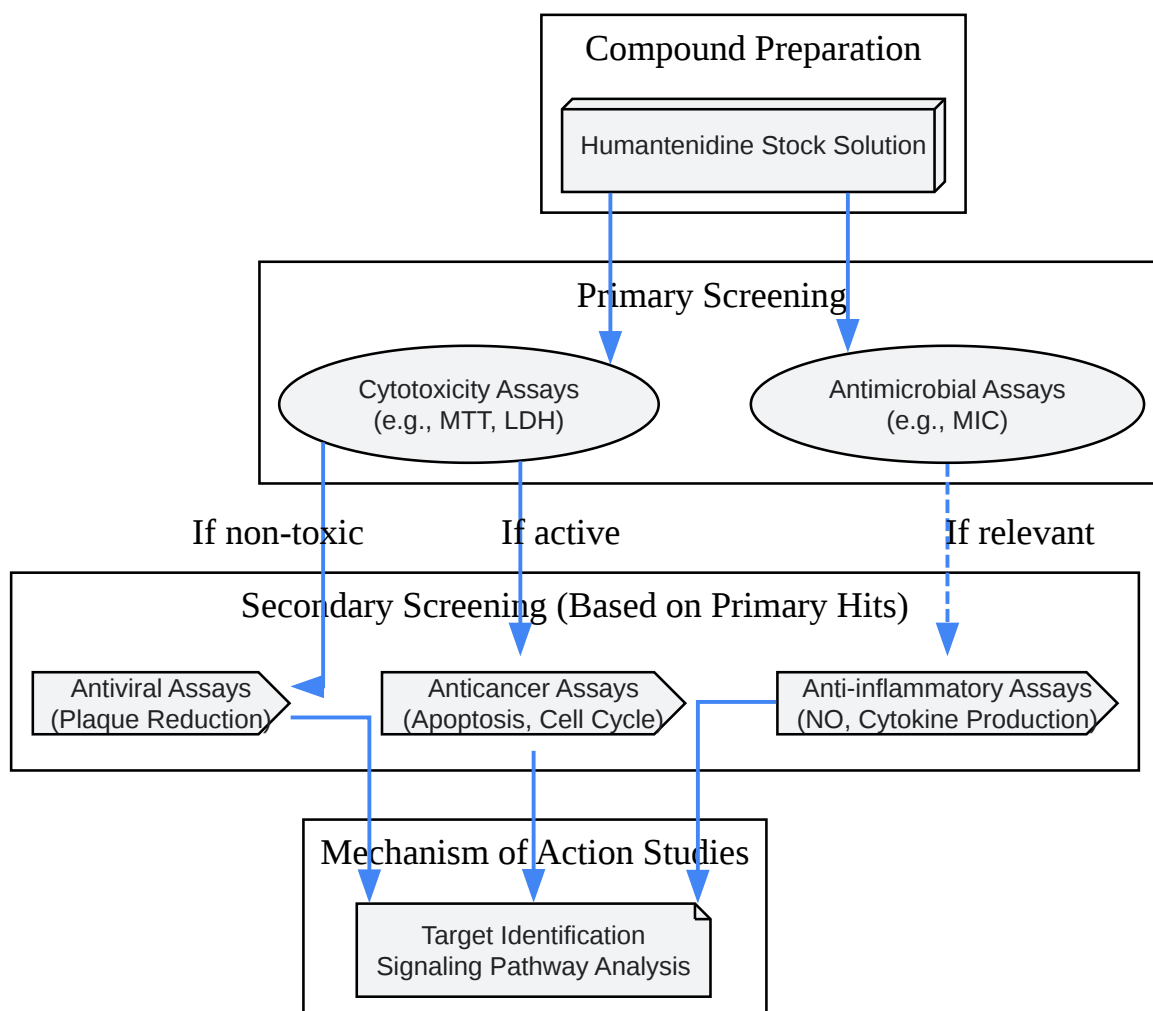 Compound Preparation
Humantenidine Stock Solution
Primary Screening
Cytotoxicity Assays
(e.g., MTT, LDH)
Antimicrobial Assays
(e.g., MIC)
If non-toxic
If active
If relevant
Secondary Screening (Based on Primary Hits)
Antiviral Assays
(Plaque Reduction)
Anticancer Assays
(Apoptosis, Cell Cycle)
Anti-inflammatory Assays
(NO, Cytokine Production)
Mechanism of Action Studies
Target Identification
Signaling Pathway Analysis